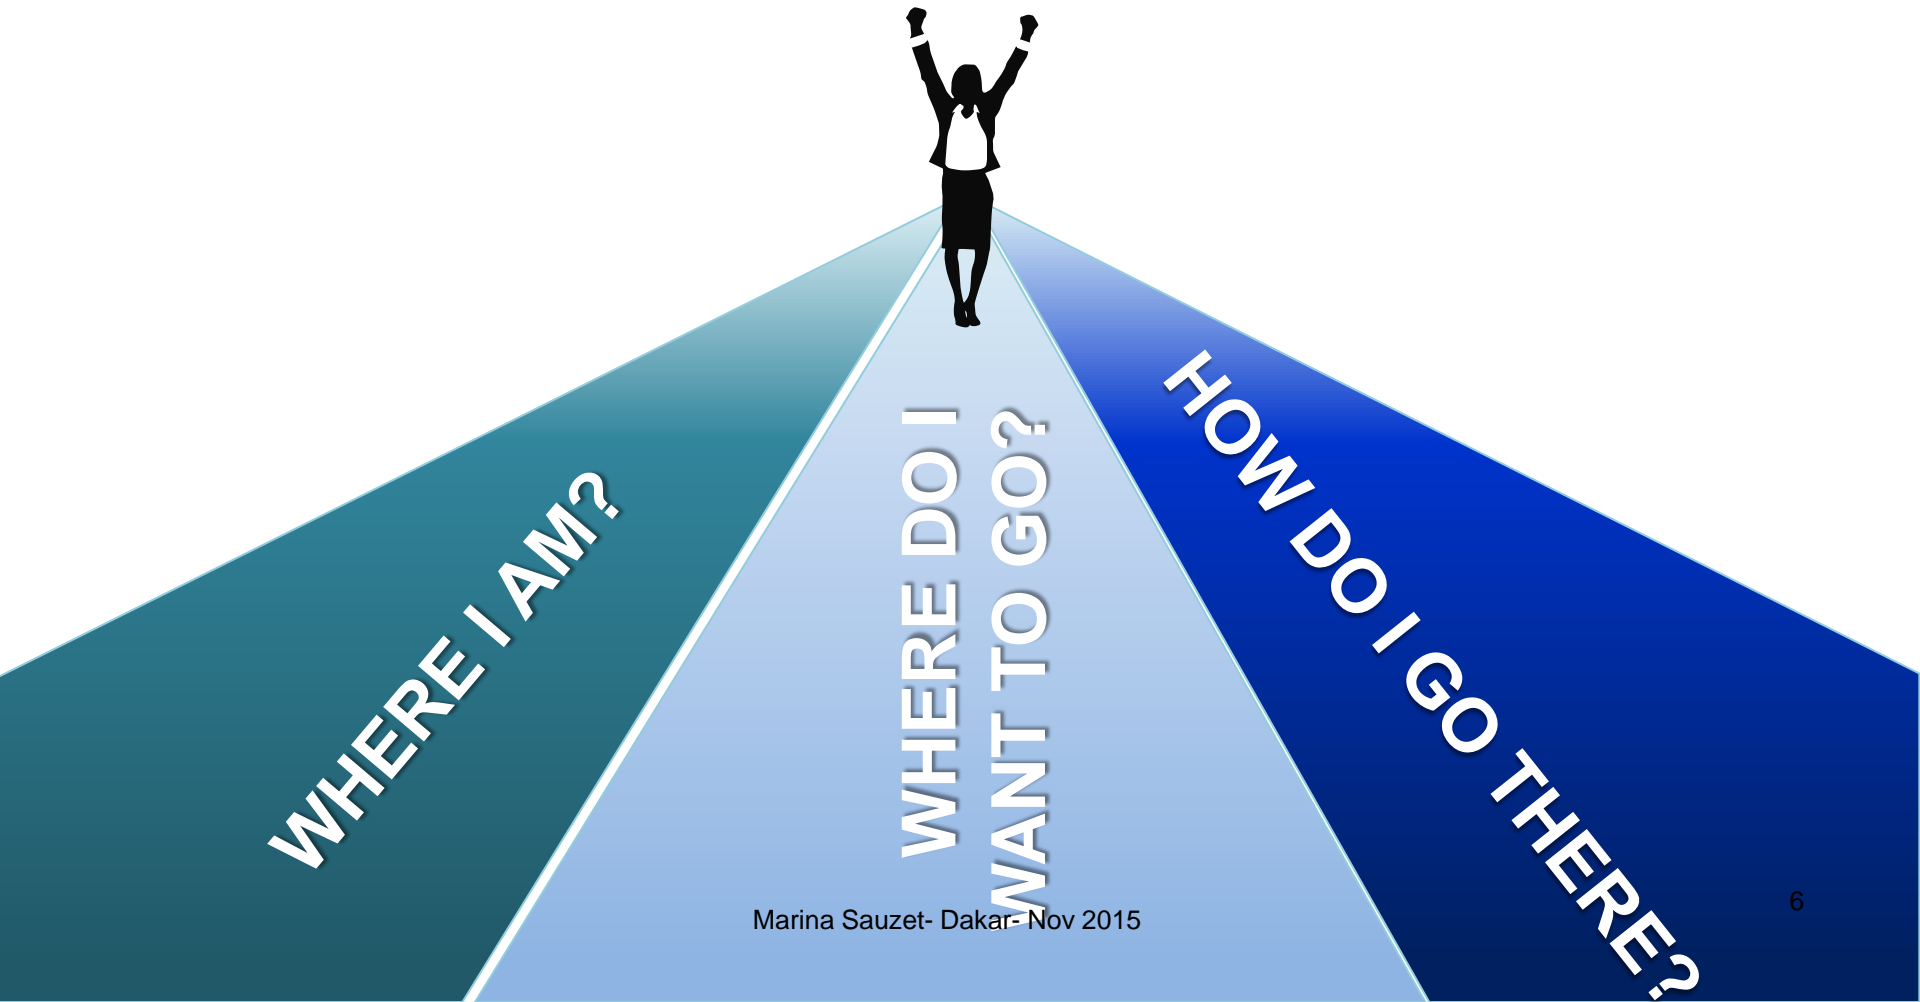 WHERE I AM?
WHERE DO I
WANT TO GO?
HOW DO I GO THERE?
Marina Sauzet- Dakar- Nov 2015
6